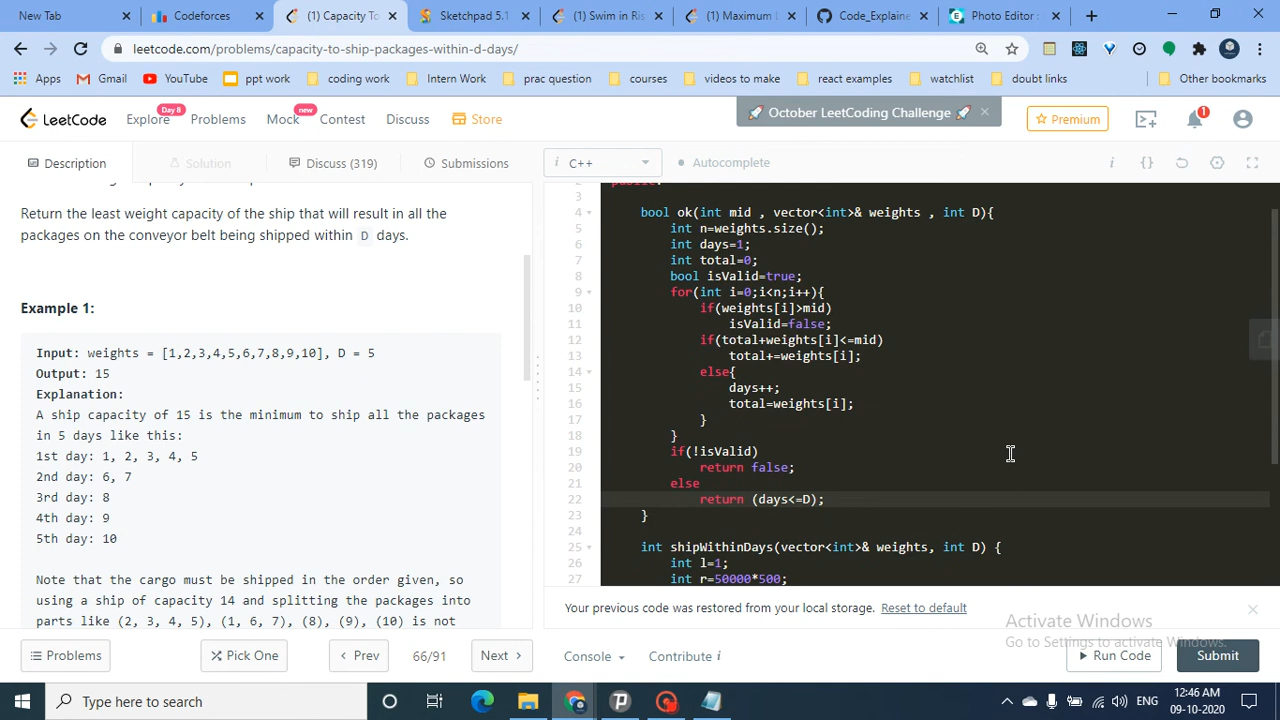 New Tab
Codeforces
(1) Capacity To
Sketchpad 5.1
(1) Swim in Ris
(1) Maximum L
Code_Explaine
Photo Editor :
leetcode.com/problems/capacity-to-ship-packages-within-d-days/
Apps
Gmail
YouTube
ppt work
coding work
Intern Work
prac question
courses
videos to make
react examples
watchlist
doubt links
Other bookmarks
LeetCode
Explore
Day 8
Problems
Mock
new
Contest
Discuss
Store
October LeetCoding Challenge
Premium
1
Description
Solution
Discuss (319)
Submissions
i C++
Autocomplete
Return the least weight capacity of the ship that will result in all the
packages on the conveyor belt being shipped within D days.
Example 1:
Input: weights = [1,2,3,4,5,6,7,8,9,10], D = 5
Output: 15
Explanation:
A ship capacity of 15 is the minimum to ship all the packages
in 5 days like this:
1st day: 1, 2, 3, 4, 5
2nd day: 6, 7
3rd day: 8
4th day: 9
5th day: 10
Note that the cargo must be shipped in the order given, so
using a ship of capacity 14 and splitting the packages into
parts like (2, 3, 4, 5), (1, 6, 7), (8), (9), (10) is not
2 public:
3
4 bool ok(int mid , vector<int>& weights , int D){
5 int n=weights.size();
6 int days=1;
7 int total=0;
8 bool isValid=true;
9 for(int i=0;i<n;i++){
10 if(weights[i]>mid)
11 isValid=false;
12 if(total+weights[i]<=mid)
13 total+=weights[i];
14 else{
15 days++;
16 total=weights[i];
17 }
18 }
19 if(!isValid)
20 return false;
21 else
22 return (days<=D);
23 }
24
25 int shipWithinDays(vector<int>& weights, int D) {
26 int l=1;
27 int r=50000*500;
Your previous code was restored from your local storage. Reset to default
Activate Windows
Go to Settings to activate Windows.
Problems
Pick One
Prev
66/91
Next
Console
Contribute i
Run Code
Submit
Type here to search
ENG
12:46 AM
09-10-2020